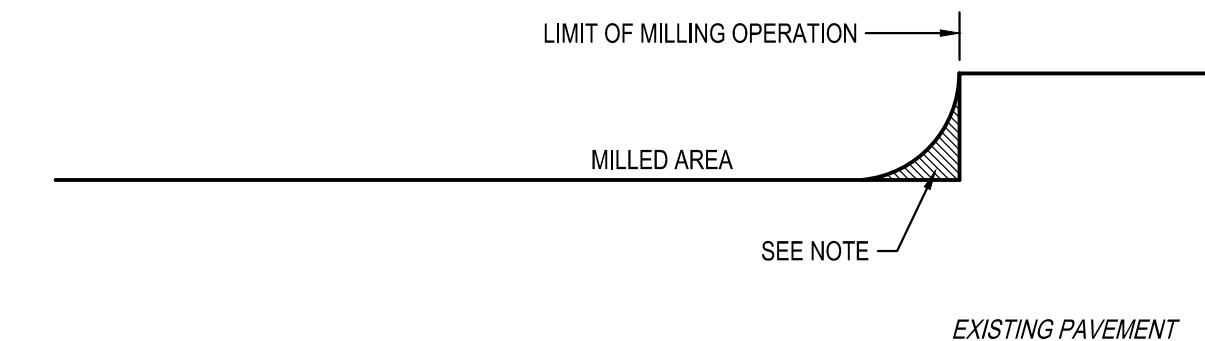 LIMIT OF MILLING OPERATION
MILLED AREA
SEE NOTE
EXISTING PAVEMENT